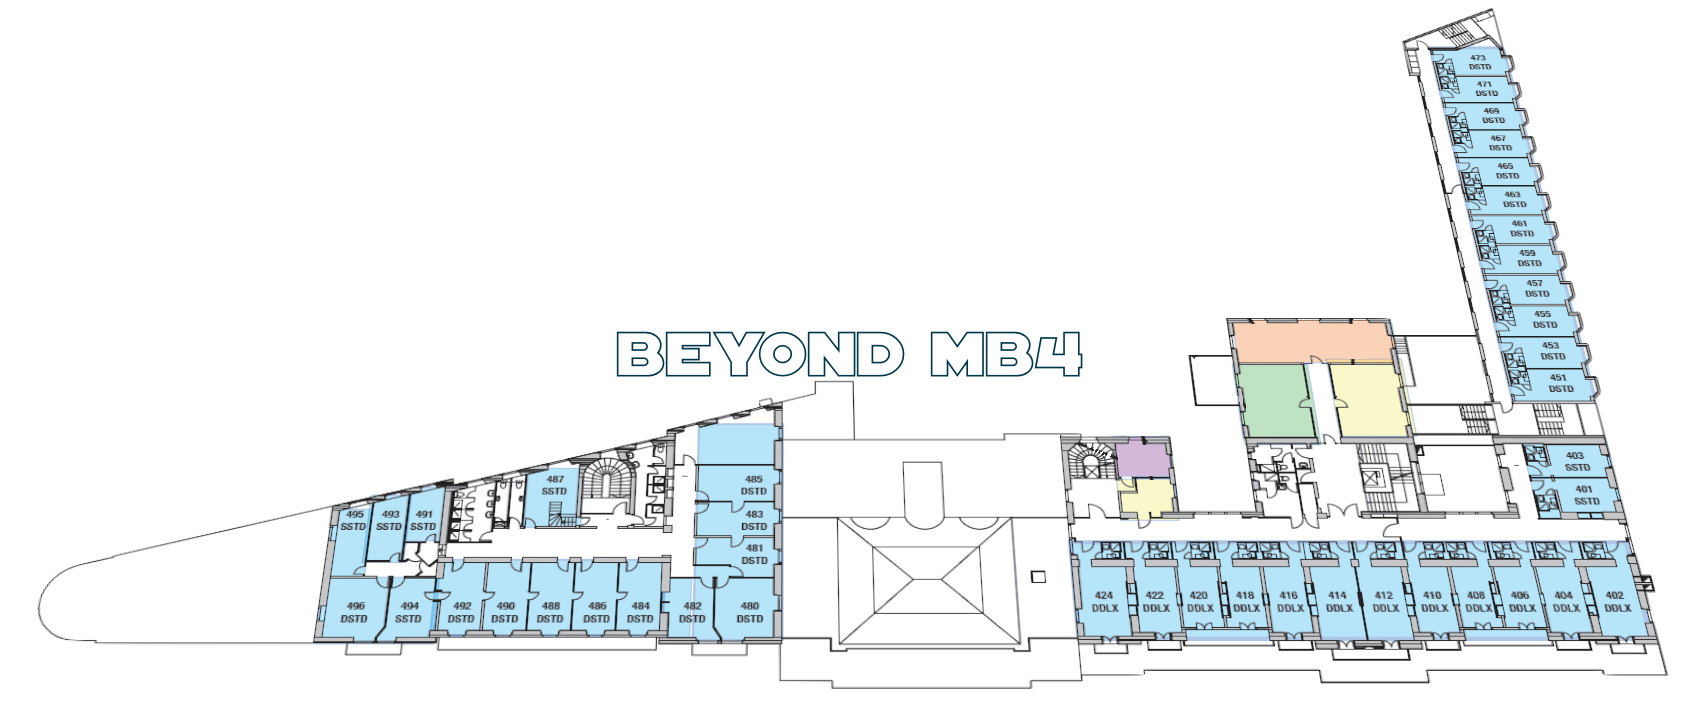 473
DSTD
471
DSTD
469
DSTD
467
DSTD
465
DSTD
463
DSTD
461
DSTD
459
DSTD
457
DSTD
455
DSTD
453
DSTD
451
DSTD
BEYOND MB4
403
SSTD
401
SSTD
487
SSTD
485
DSTD
483
DSTD
481
DSTD
495
SSTD
493
SSTD
491
SSTD
496
DSTD
494
SSTD
492
DSTD
490
DSTD
488
DSTD
486
DSTD
484
DSTD
482
DSTD
480
DSTD
424
DDLX
422
DDLX
420
DDLX
418
DDLX
416
DDLX
414
DDLX
412
DDLX
410
DDLX
408
DDLX
406
DDLX
404
DDLX
402
DDLX